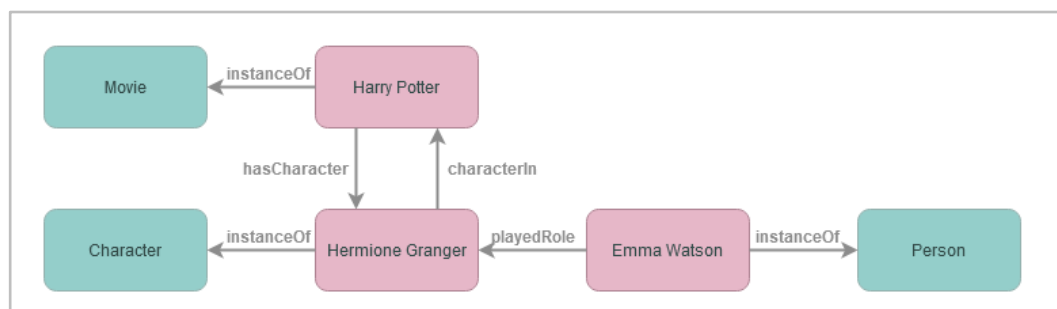 instanceOf
Movie
Harry Potter
hasCharacter
characterIn
instanceOf
playedRole
instanceOf
Character
Hermione Granger
Emma Watson
Person